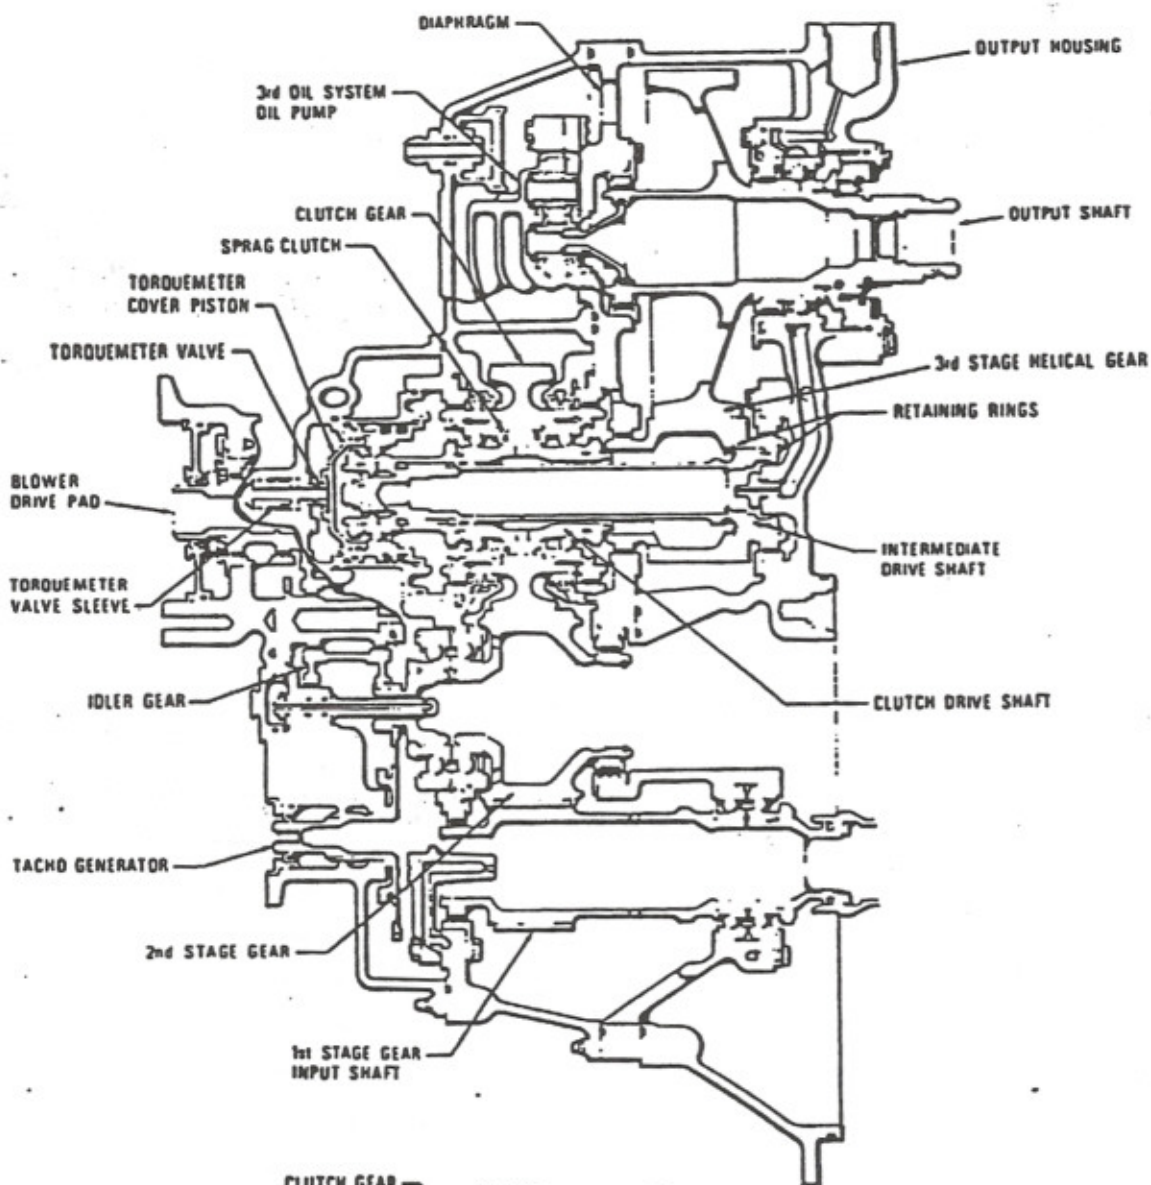 DIAPHRAGM
OUTPUT HOUSING
3rd OIL SYSTEM
OIL PUMP
CLUTCH GEAR
OUTPUT SHAFT
SPRAG CLUTCH
TORQUEMETER
COVER PISTON
TORQUEMETER VALVE
3rd STAGE HELICAL GEAR
RETAINING RINGS
BLOWER
DRIVE PAD
INTERMEDIATE
DRIVE SHAFT
TORQUEMETER
VALVE SLEEVE
IDLER GEAR
CLUTCH DRIVE SHAFT
TACHO GENERATOR
2nd STAGE GEAR
1st STAGE GEAR
INPUT SHAFT
CLUTCH GEAR